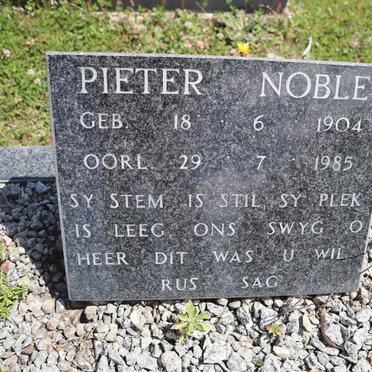 PIETER NOBLE
GEB. 18 · 6 · 1904
OORL. 29 · 7 · 1985
SY STEM IS STIL SY PLEK
IS LEEG ONS SWYG O
HEER DIT WAS U WIL
RUS SAG